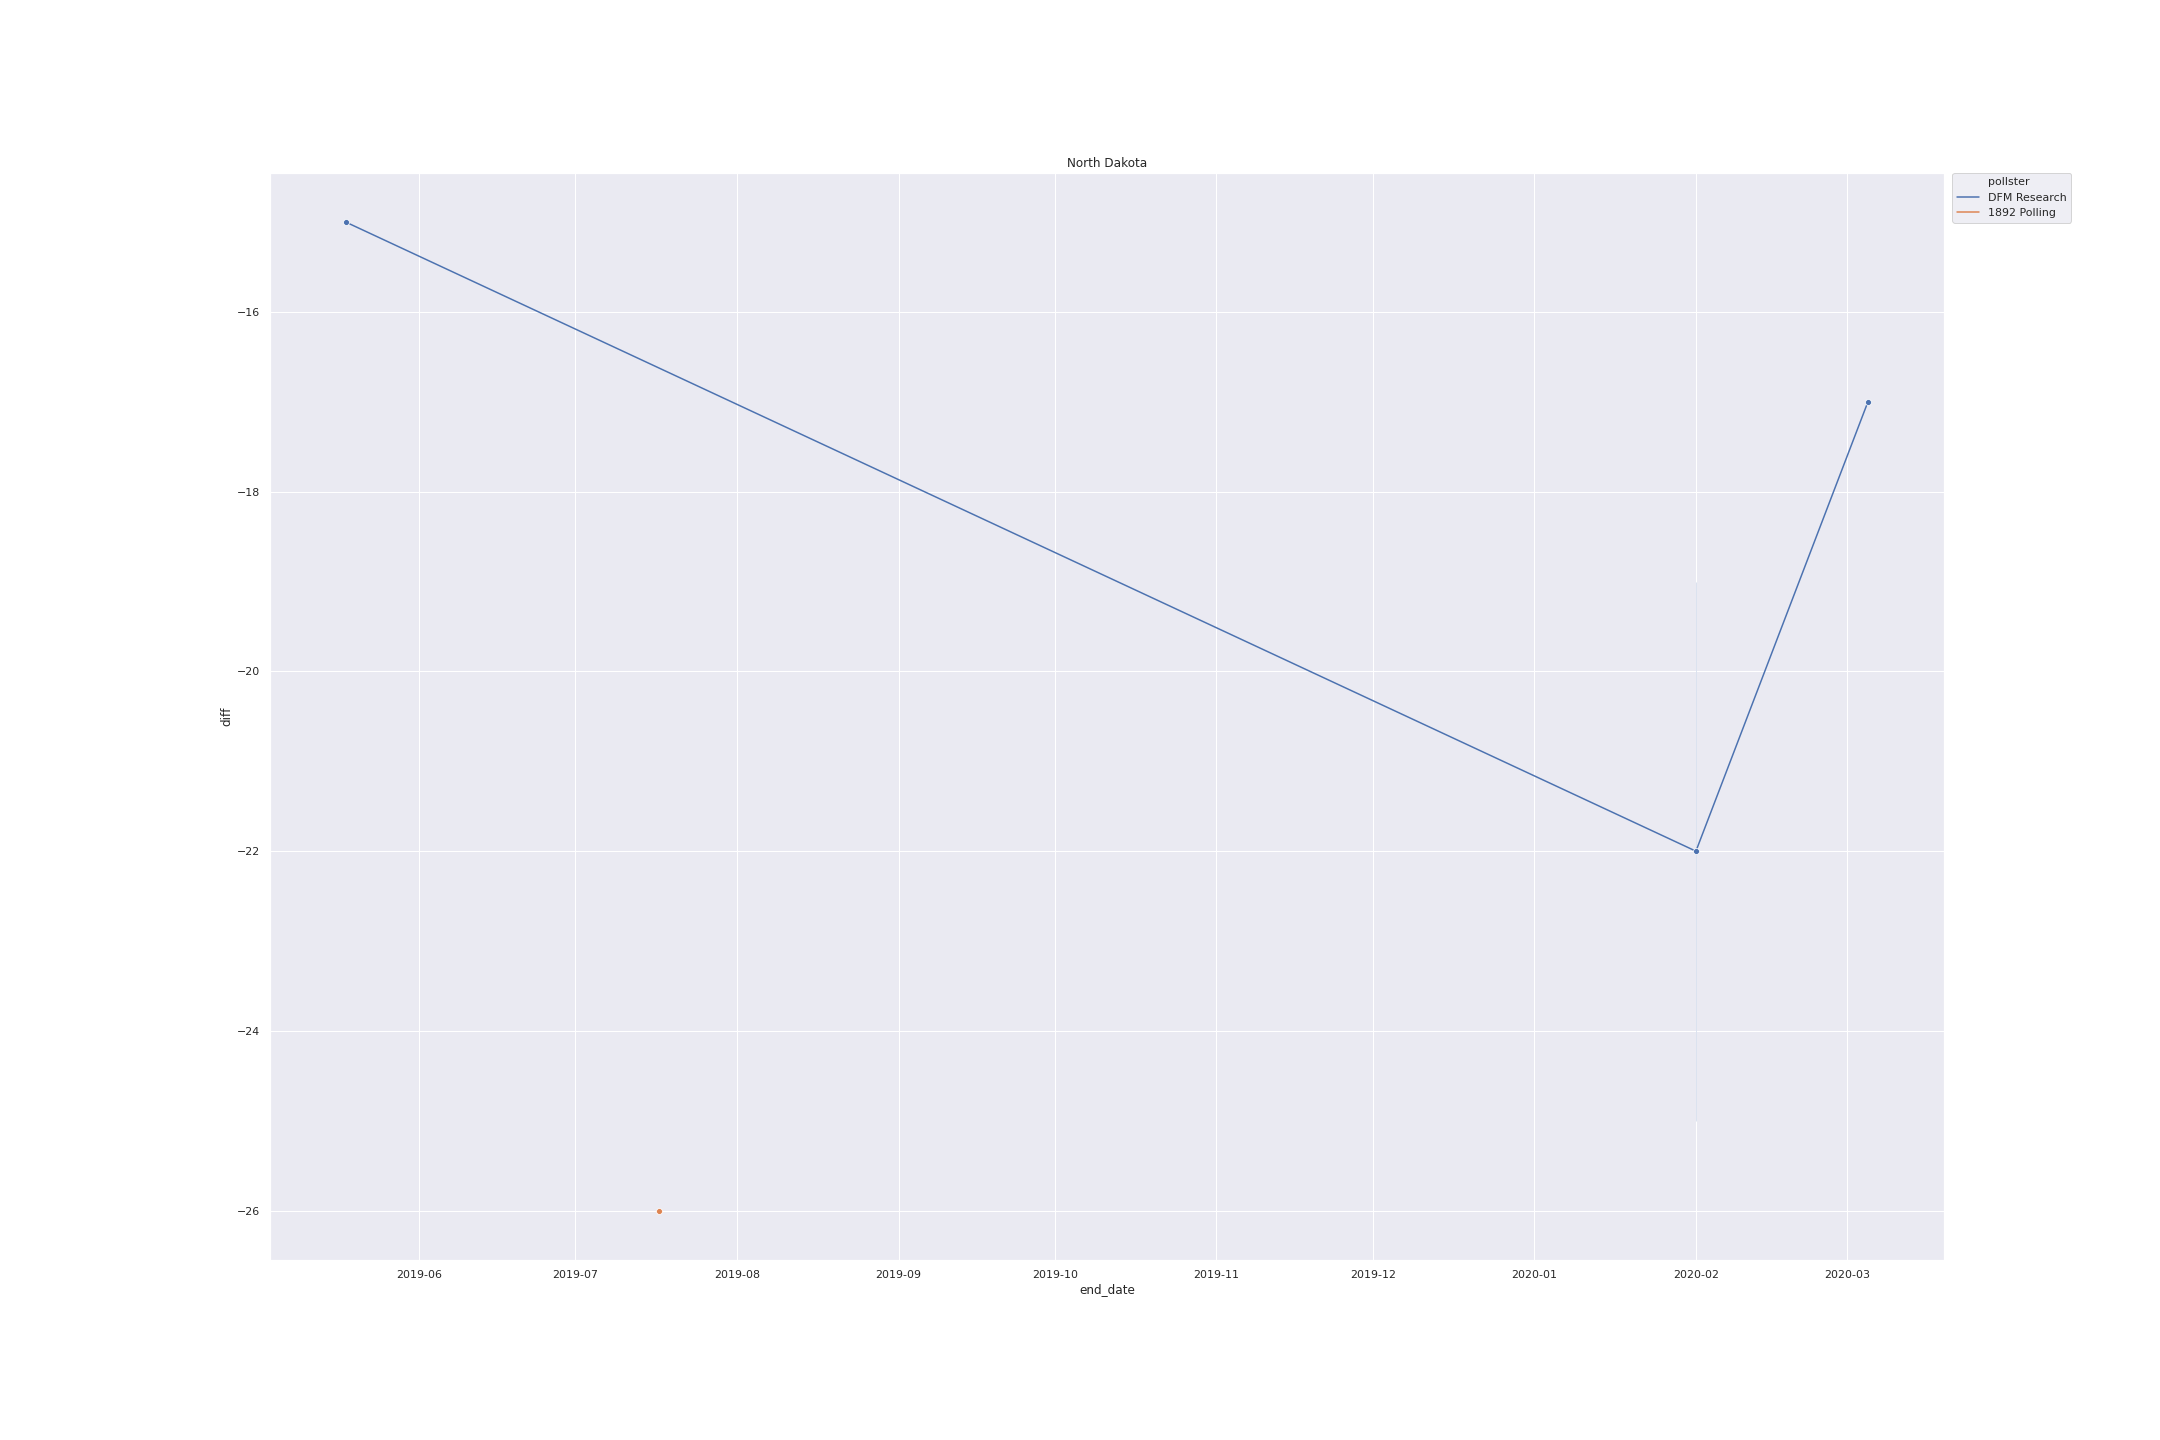 North Dakota
pollster
DFM Research
1892 Polling
−16
−18
−20
−22
−24
−26
diff
2019-06 2019-07 2019-08 2019-09 2019-10 2019-11 2019-12 2020-01 2020-02 2020-03
end_date